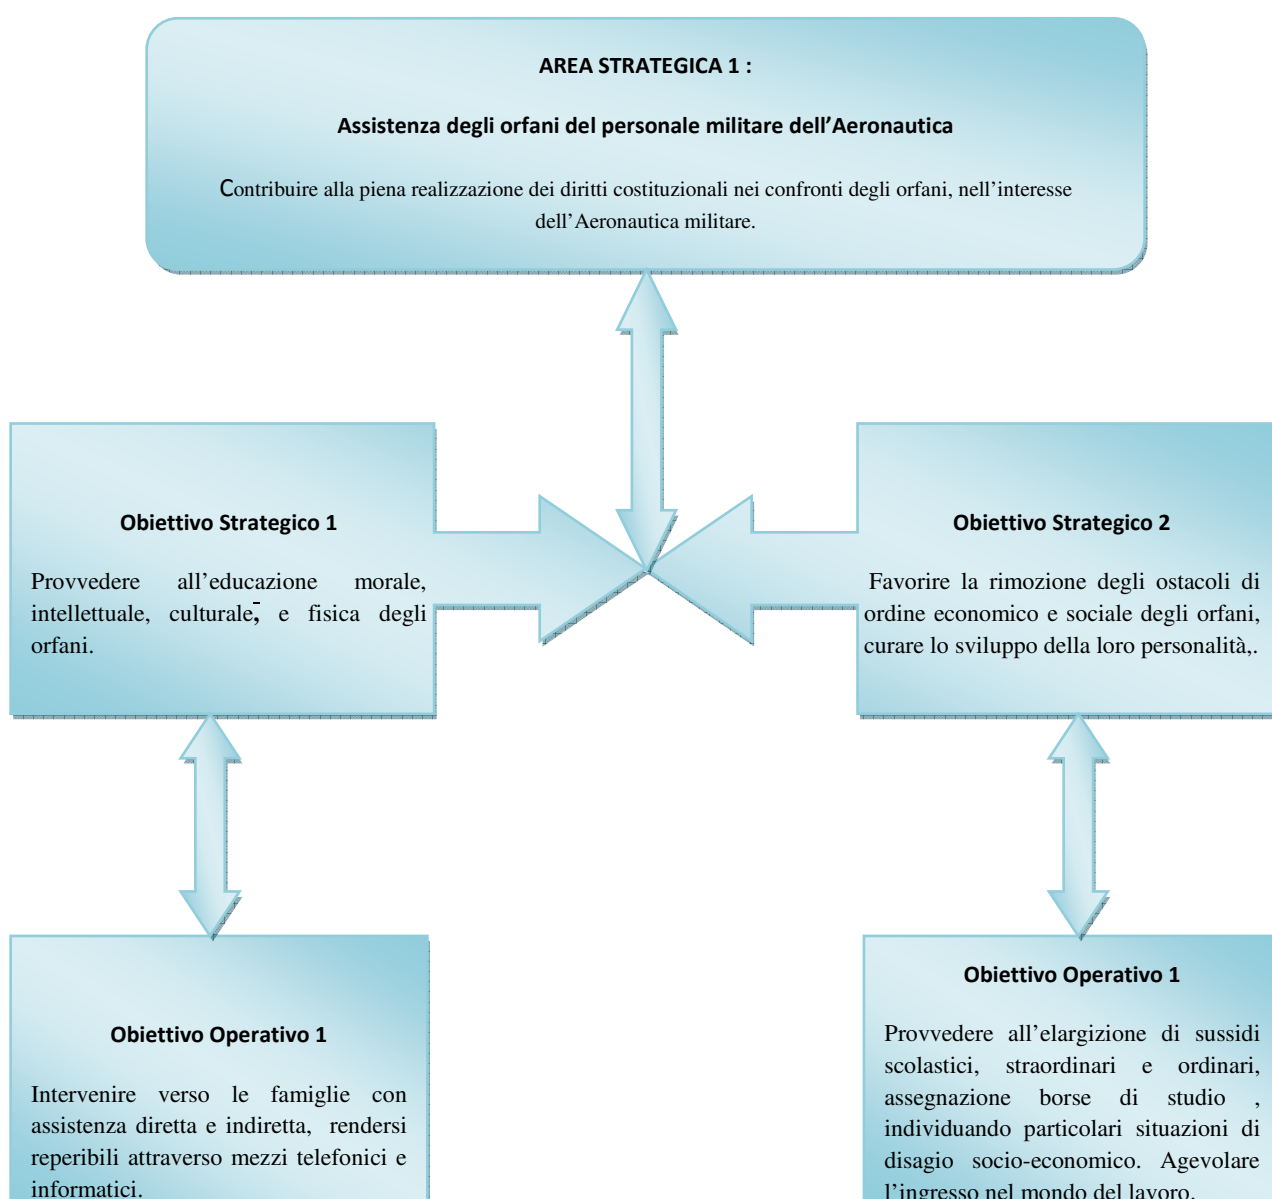 AREA STRATEGICA 1 :
Assistenza degli orfani del personale militare dell’Aeronautica
Contribuire alla piena realizzazione dei diritti costituzionali nei confronti degli orfani, nell’interesse
dell’Aeronautica militare.
Obiettivo Strategico 1
Provvedere all’educazione morale,
intellettuale, culturale, e fisica degli
orfani.
Obiettivo Strategico 2
Favorire la rimozione degli ostacoli di
ordine economico e sociale degli orfani,
curare lo sviluppo della loro personalità,.
Obiettivo Operativo 1
Intervenire verso le famiglie con
assistenza diretta e indiretta, rendersi
reperibili attraverso mezzi telefonici e
informatici.
Obiettivo Operativo 1
Provvedere all’elargizione di sussidi
scolastici, straordinari e ordinari,
assegnazione borse di studio ,
individuando particolari situazioni di
disagio socio-economico. Agevolare
l’ingresso nel mondo del lavoro.